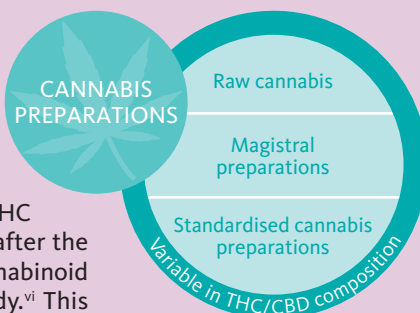 CANNABIS
PREPARATIONS
Raw cannabis
Magistral
preparations
Standardised cannabis
preparations
Variable in THC/CBD composition
HC
after the
nabinoid
dy.vi This